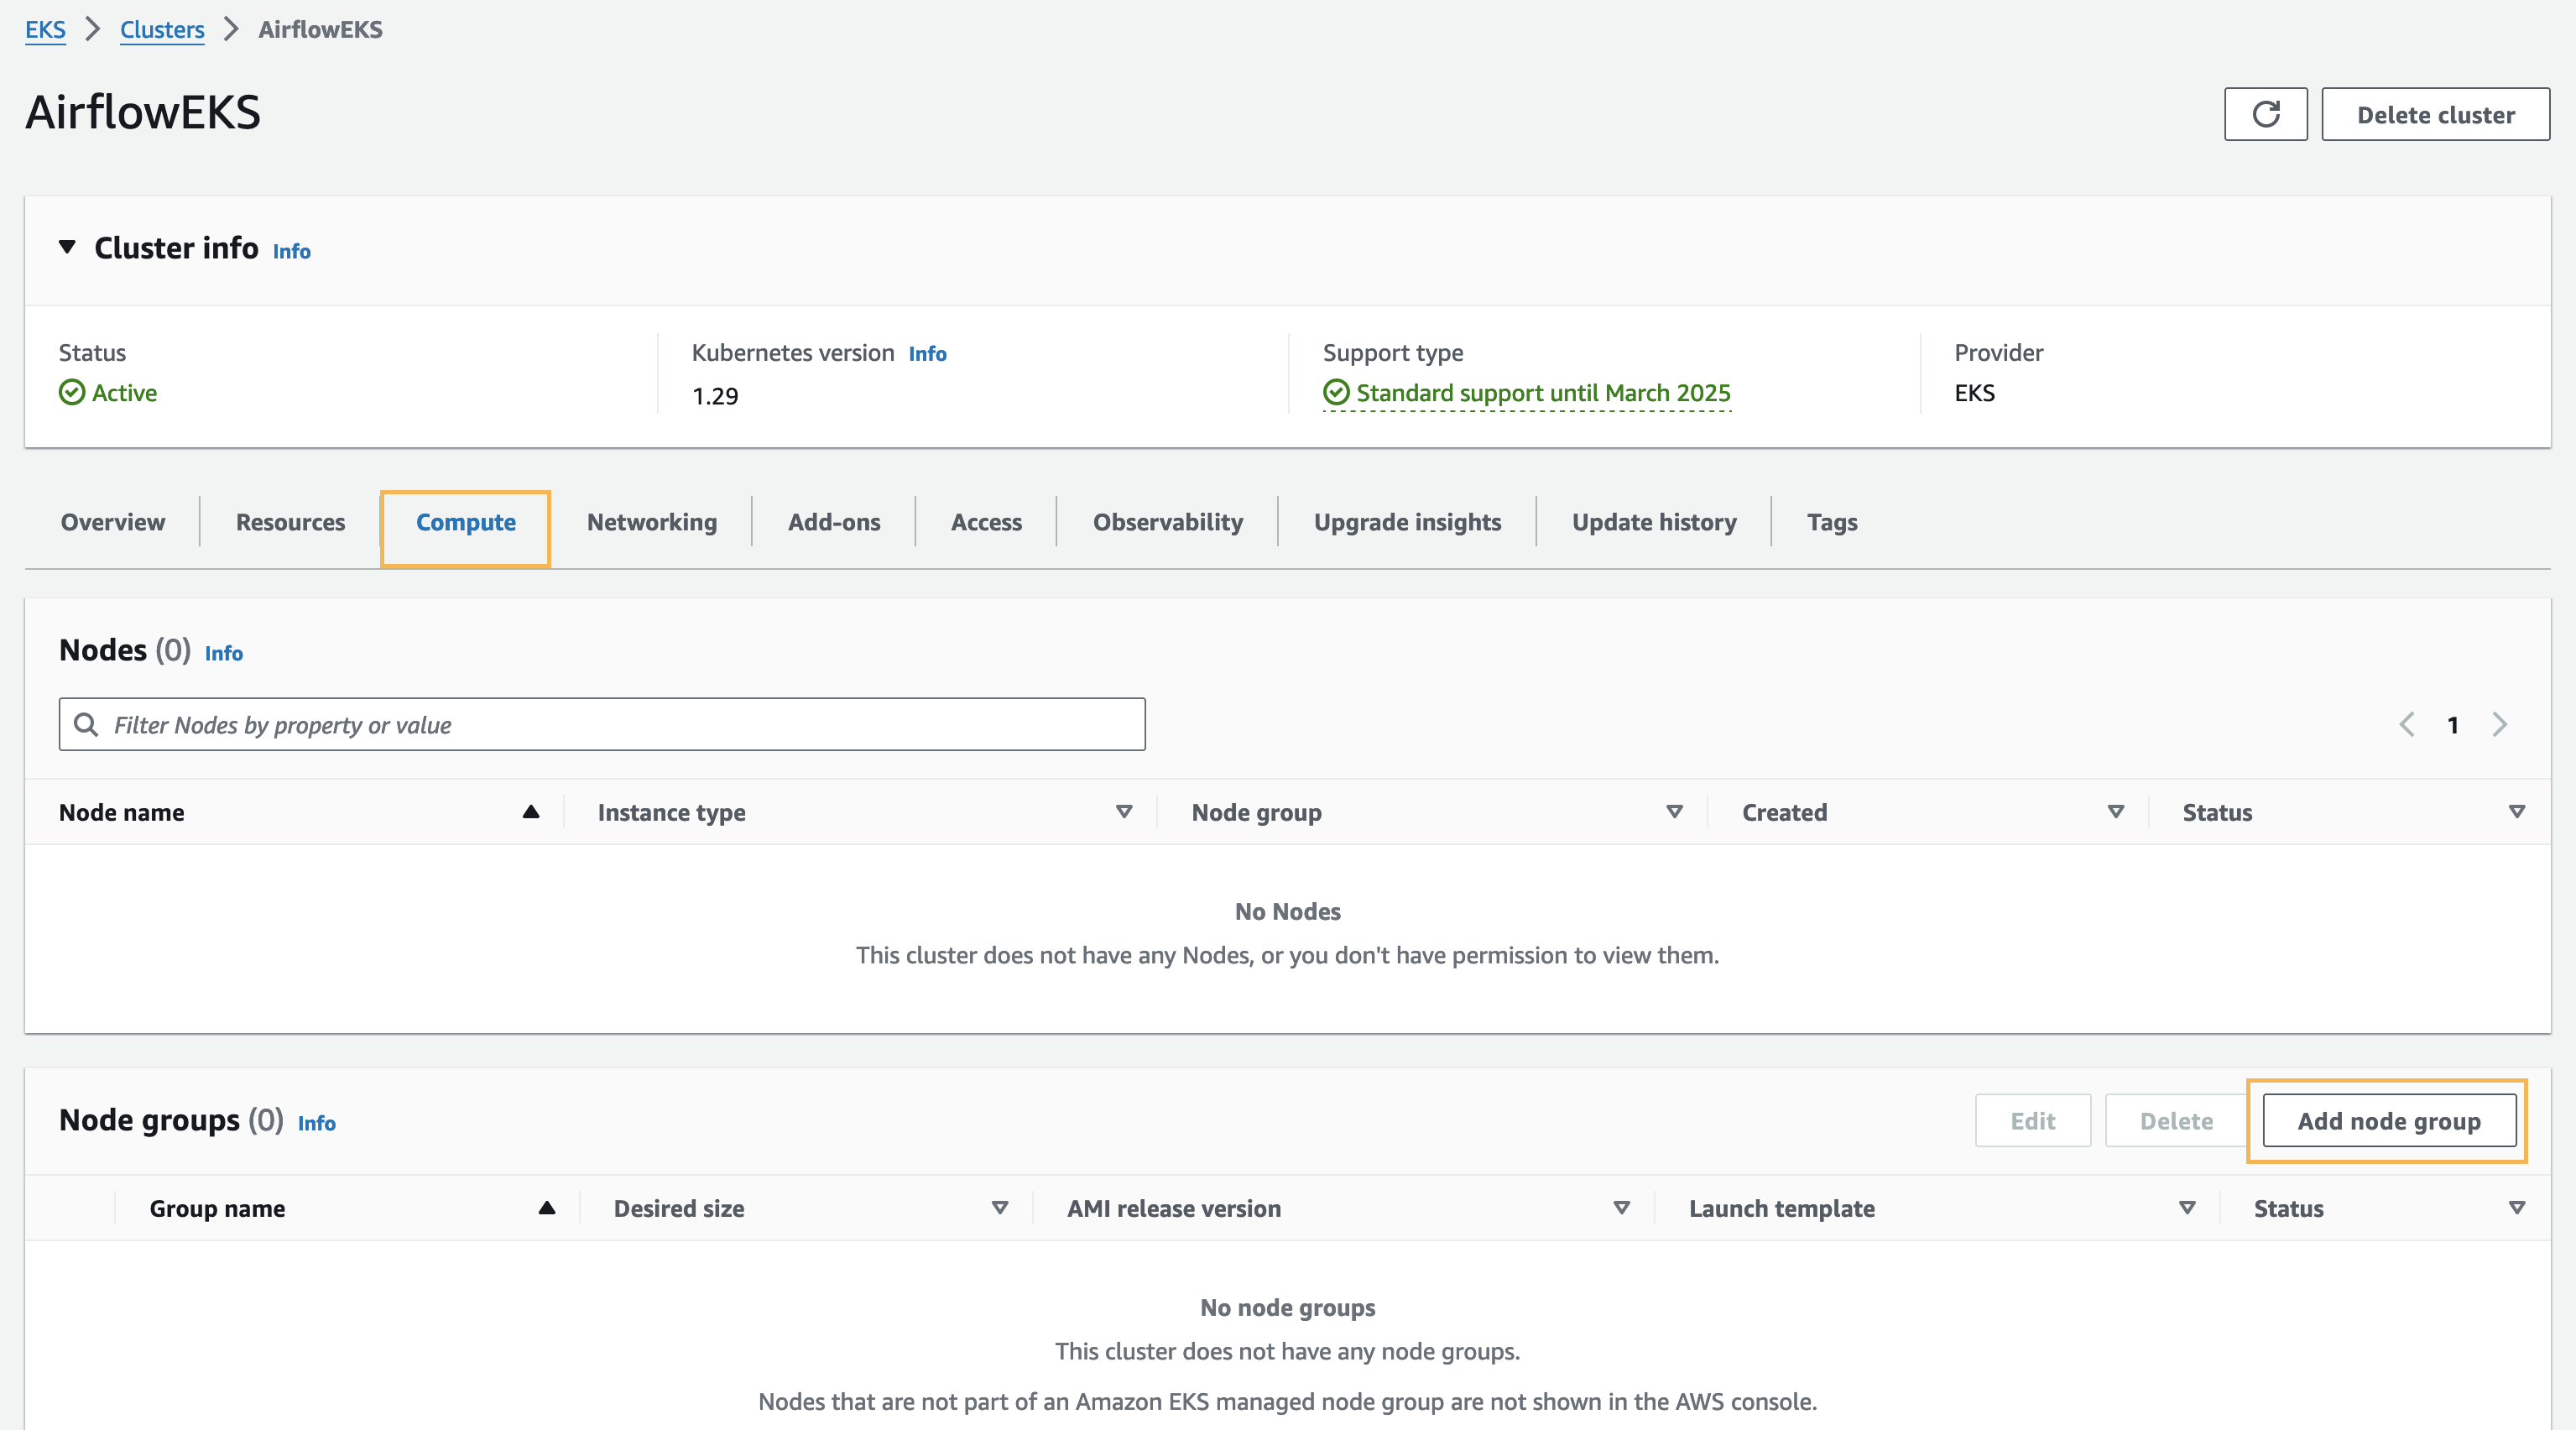 EKS > Clusters > AirflowEKS
AirflowEKS
Delete cluster
Cluster info Info
Status Kubernetes version Info Support type Provider
Active 1.29 Standard support until March 2025 EKS
Overview Resources Compute Networking Add-ons Access Observability Upgrade insights Update history Tags
Nodes (0) Info
Filter Nodes by property or value
1
Node name Instance type Node group Created Status
No Nodes
This cluster does not have any Nodes, or you don't have permission to view them.
Node groups (0) Info
Edit Delete Add node group
Group name Desired size AMI release version Launch template Status
No node groups
This cluster does not have any node groups.
Nodes that are not part of an Amazon EKS managed node group are not shown in the AWS console.